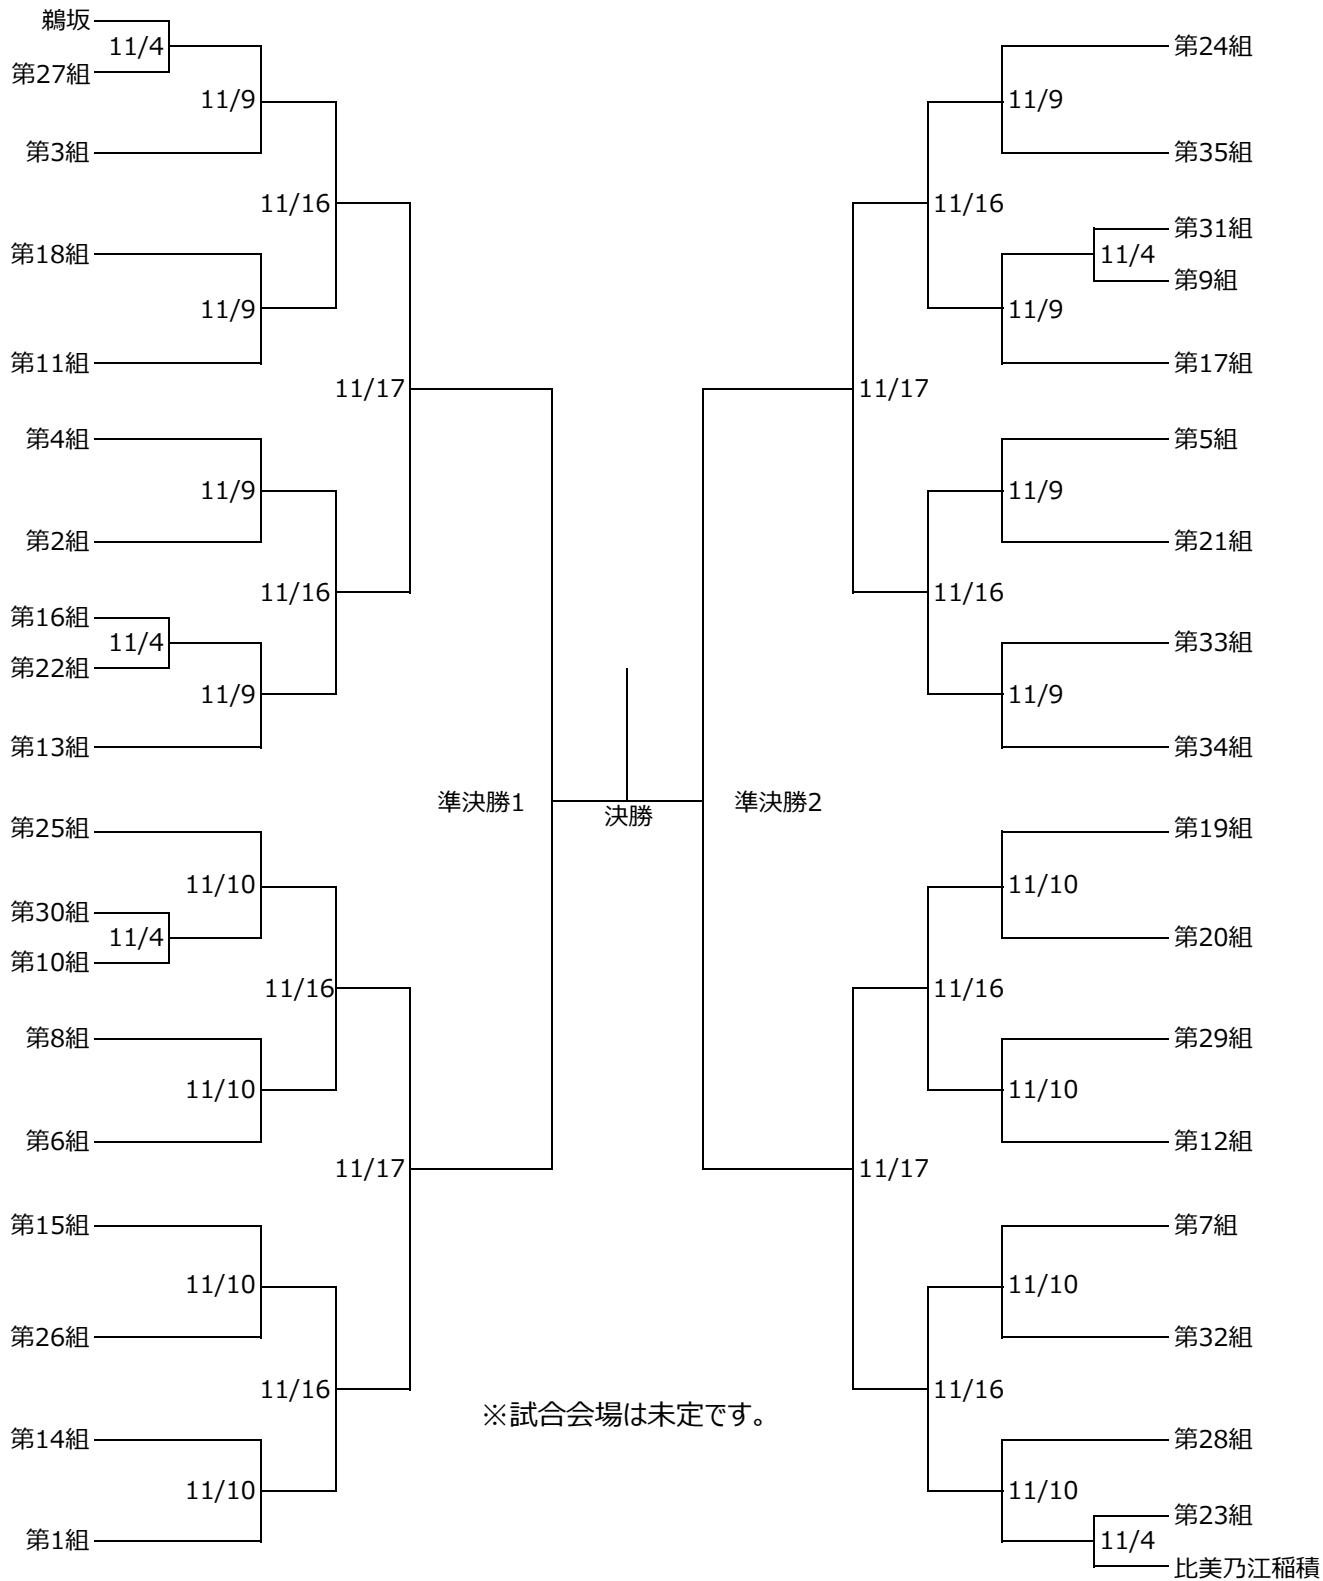 鵜坂
11/4
第27組
11/9
第3組
11/16
第18組
11/9
第11組
11/17
第4組
11/9
第2組
11/16
第16組
11/4
第22組
11/9
第13組
準決勝1
第25組
11/10
第30組
11/4
第10組
11/16
第8組
11/10
第6組
11/17
第15組
11/10
第26組
11/16
第14組
11/10
第1組
決勝
※試合会場は未定です。
第24組
11/9
第35組
11/16
第31組
11/4
第9組
11/9
第17組
11/17
第5組
11/9
第21組
11/16
第33組
11/9
第34組
準決勝2
第19組
11/10
第20組
11/16
第29組
11/10
第12組
11/17
第7組
11/10
第32組
11/16
第28組
11/10
第23組
11/4
比美乃江稲積